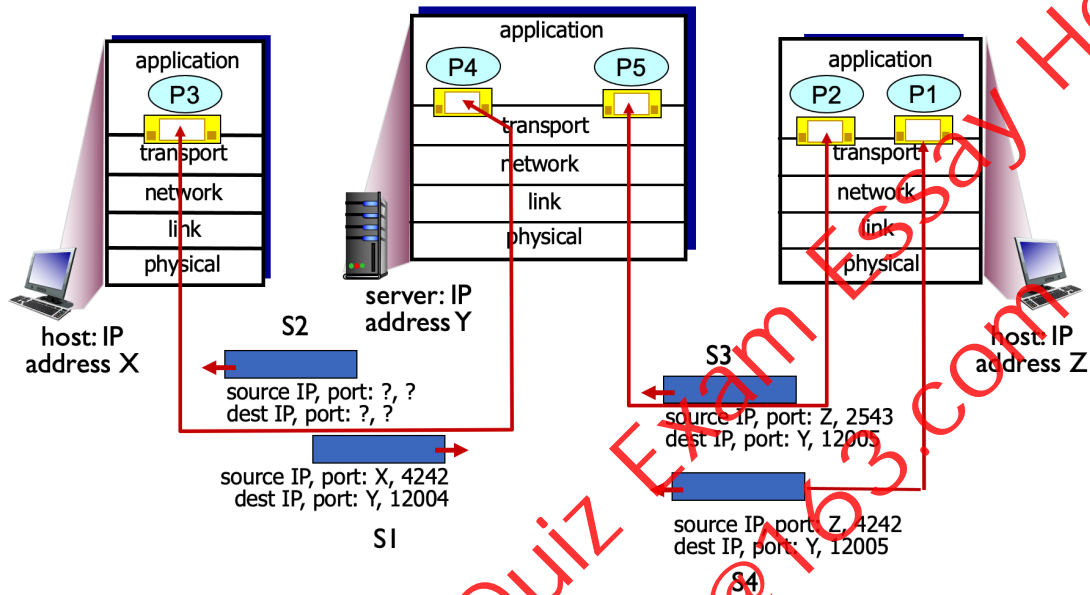 application
P3
transport
network
link
physical
host: IP
address X
application
P4
P5
transport
network
link
physical
server: IP
address Y
application
P2
P1
transport
network
link
physical
host: IP
address Z
S2
source IP, port: ?, ?
dest IP, port: ?, ?
source IP, port: X, 4242
dest IP, port: Y, 12004
S1
S3
source IP, port: Z, 2543
dest IP, port: Y, 12005
source IP, port: Z, 4242
dest IP, port: Y, 12005
S4
Quiz Exam Essay
@163.com